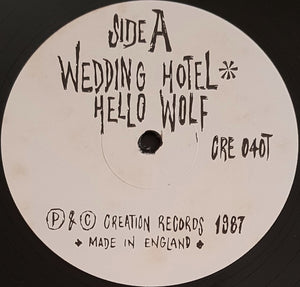 SIDE A
WEDDING HOTEL*
HELLO WOLF
CRE 040T
Ⓟ & © CREATION RECORDS 1987
◆ MADE IN ENGLAND ◆